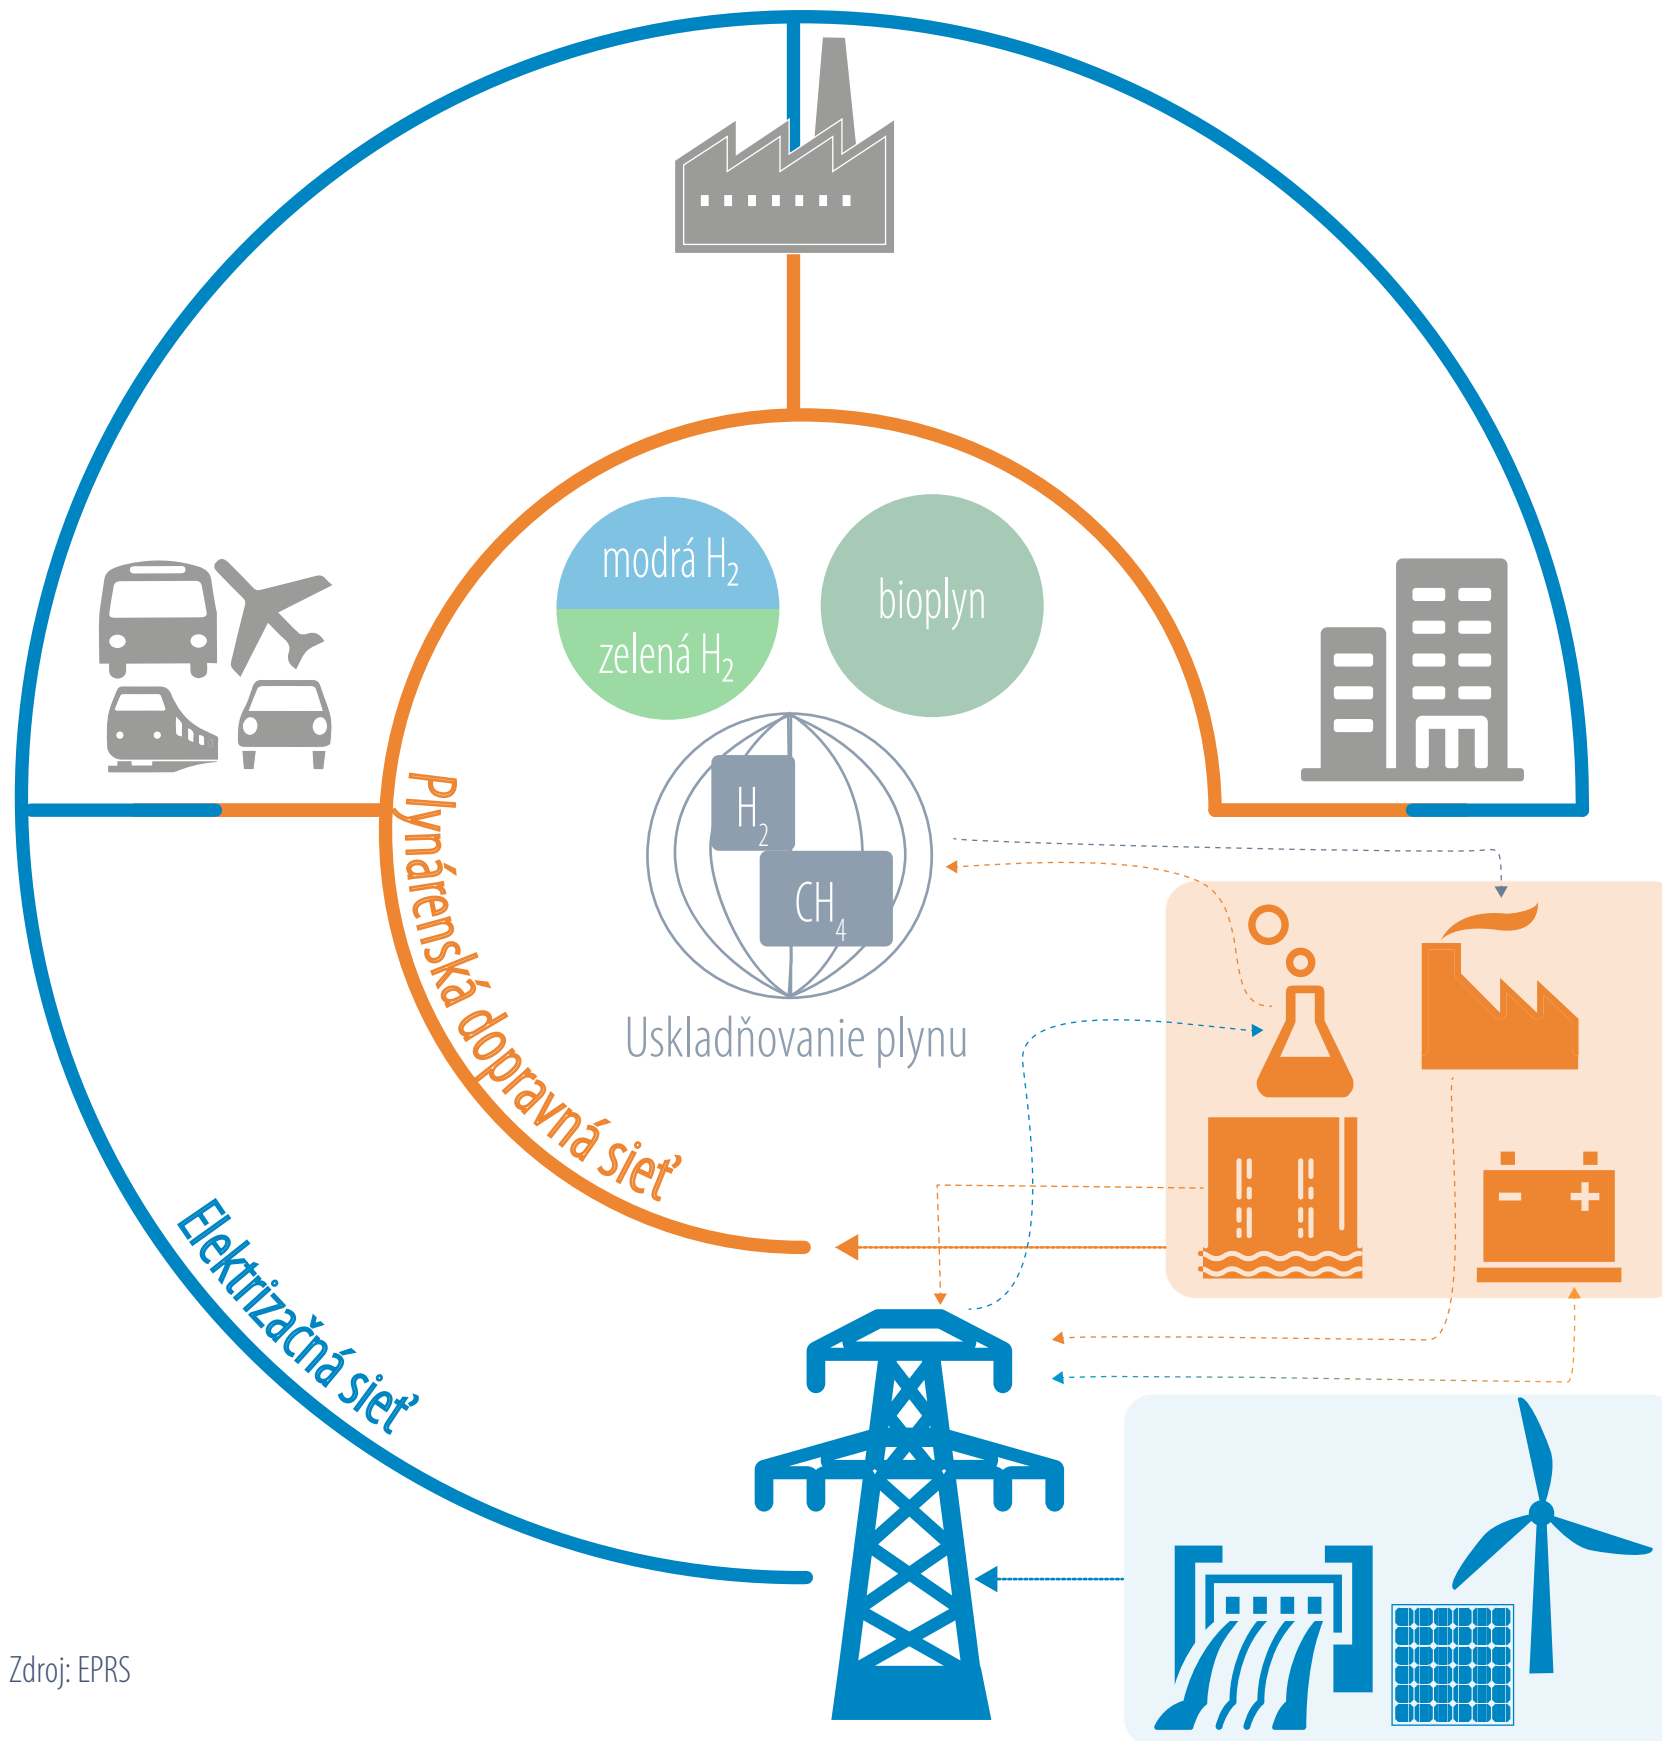 modrá H₂
zelená H₂
bioplyn
H₂
CH₄
Uskladňovanie plynu
Plynárenská dopravná sieť
Elektrizačná sieť
Zdroj: EPRS